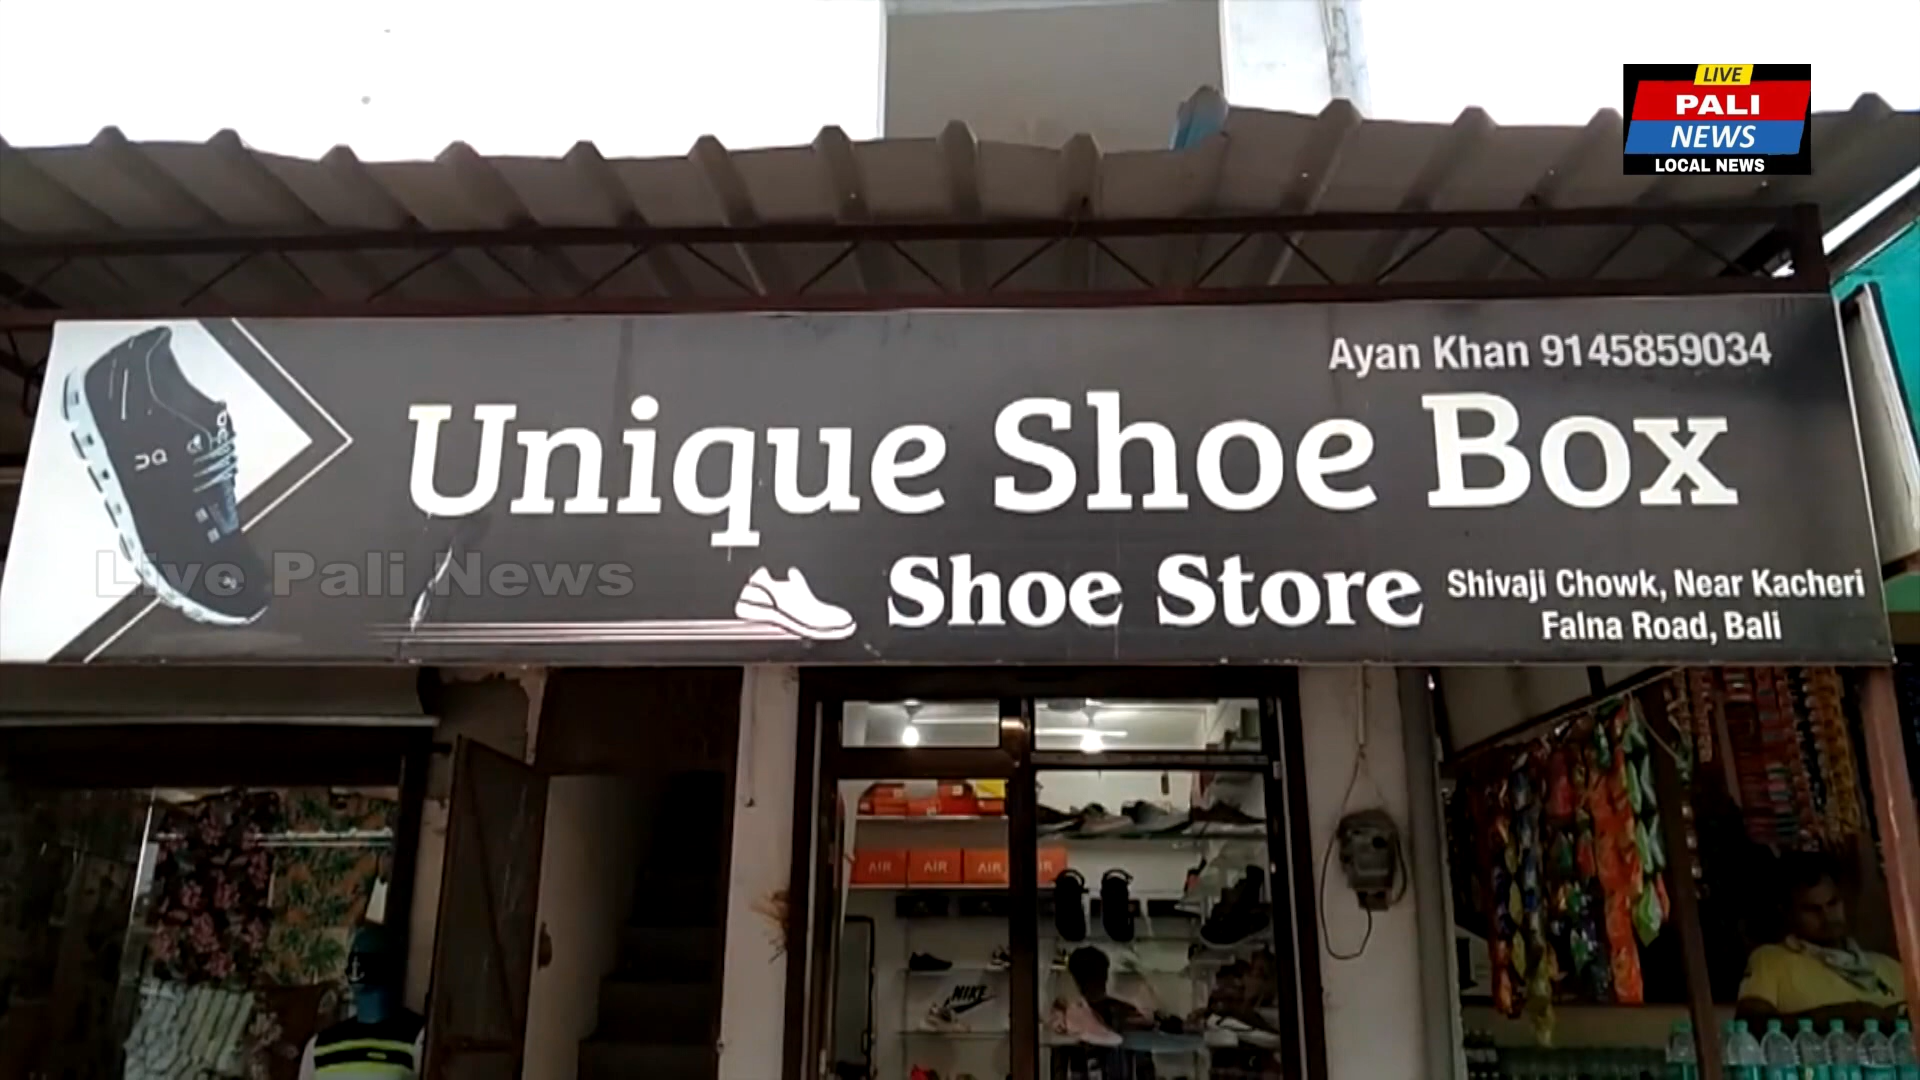 LIVE
PALI
NEWS
LOCAL NEWS
Ayan Khan 9145859034
Unique Shoe Box
Shoe Store
Shivaji Chowk, Near Kacheri
Falna Road, Bali
Live Pali News
AIR AIR AIR
NIKE